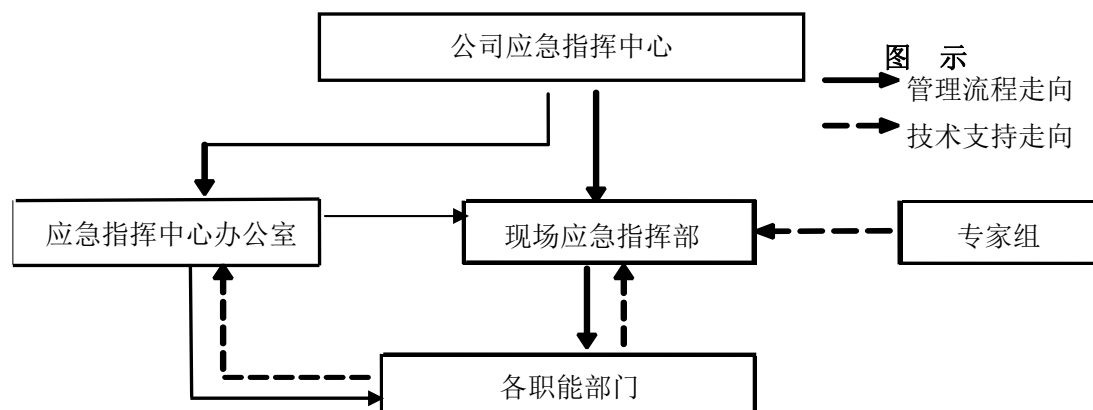 公司应急指挥中心
图 示
管理流程走向
技术支持走向
应急指挥中心办公室
现场应急指挥部
专家组
各职能部门